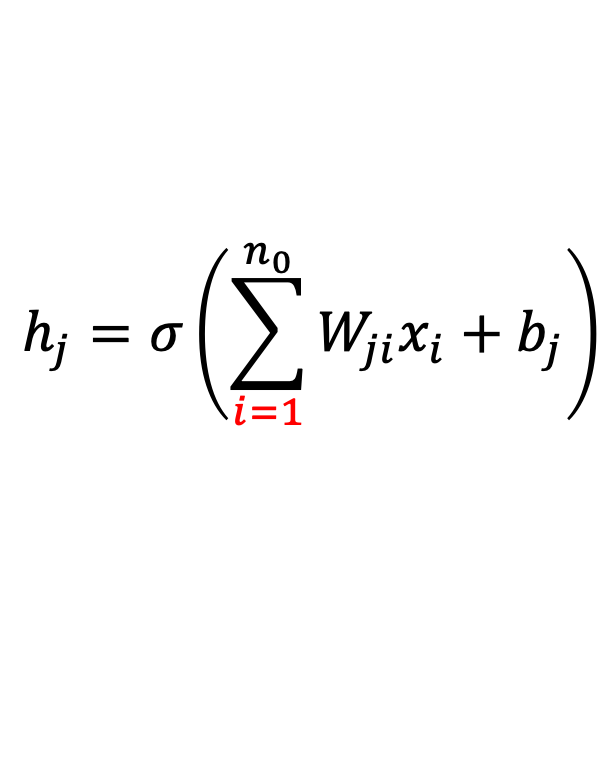 h_j = σ ( ∑_{i=1}^{n_0} W_{ji} x_i + b_j )